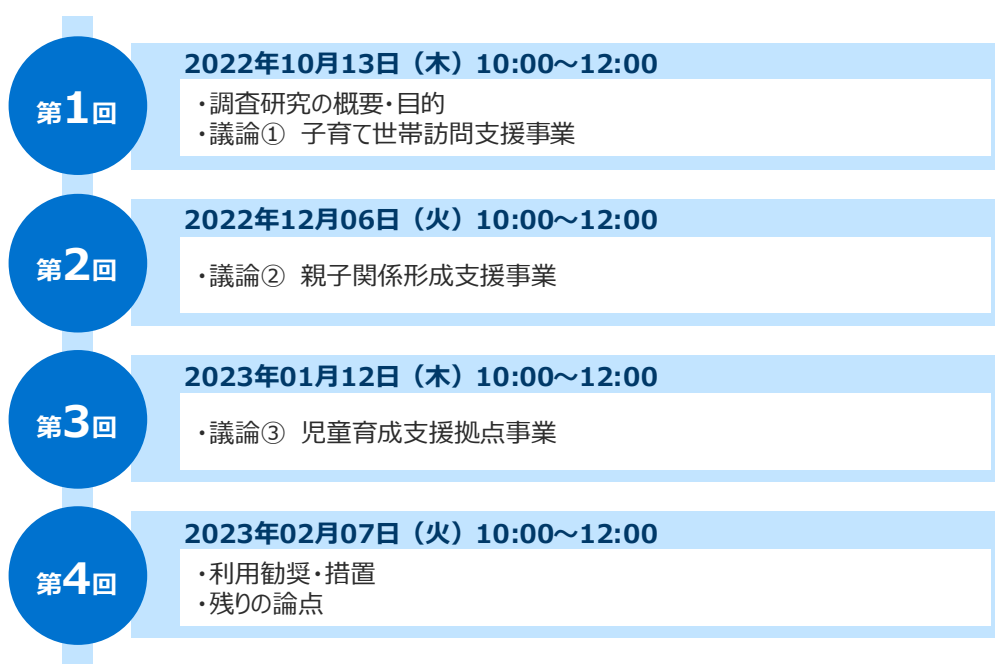 第1回
2022年10月13日（木）10:00～12:00
・調査研究の概要・目的
・議論① 子育て世帯訪問支援事業
第2回
2022年12月06日（火）10:00～12:00
・議論② 親子関係形成支援事業
第3回
2023年01月12日（木）10:00～12:00
・議論③ 児童育成支援拠点事業
第4回
2023年02月07日（火）10:00～12:00
・利用勧奨・措置
・残りの論点